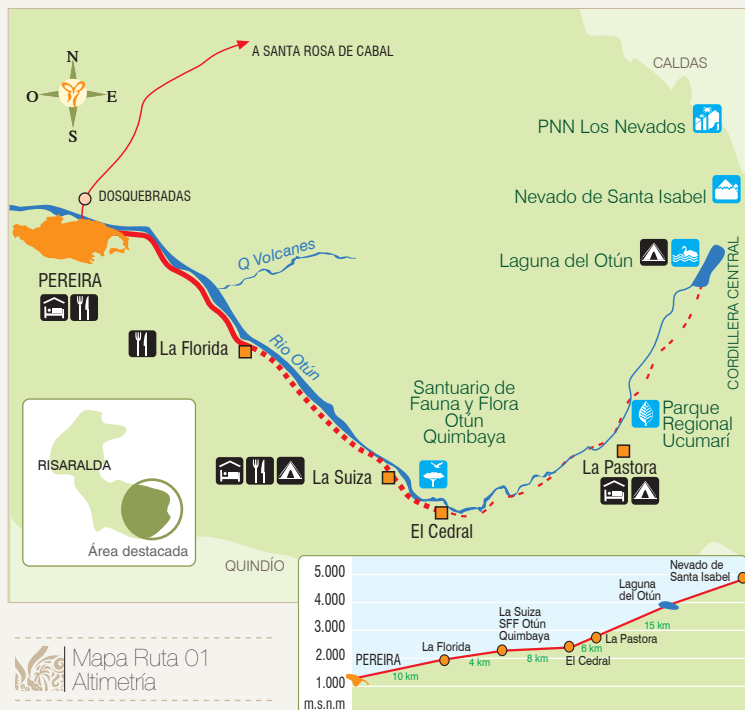 A SANTA ROSA DE CABAL
CALDAS
N
O
E
S
PNN Los Nevados
Nevado de Santa Isabel
DOSQUEBRADAS
Q Volcanes
Laguna del Otún
CORDILLERA CENTRAL
PEREIRA
La Florida
Rio Otún
Santuario de
Fauna y Flora
Otún
Quimbaya
Parque
Regional
Ucumarí
La Pastora
La Suiza
El Cedral
RISARALDA
Área destacada
QUINDÍO
5.000
4.000
3.000
2.000
1.000
m.s.n.m
PEREIRA
10 km
La Florida
4 km
La Suiza
SFF Otún
Quimbaya
8 km
El Cedral
6 km
La Pastora
15 km
Laguna
del Otún
Nevado de
Santa Isabel
Mapa Ruta 01
Altimetría